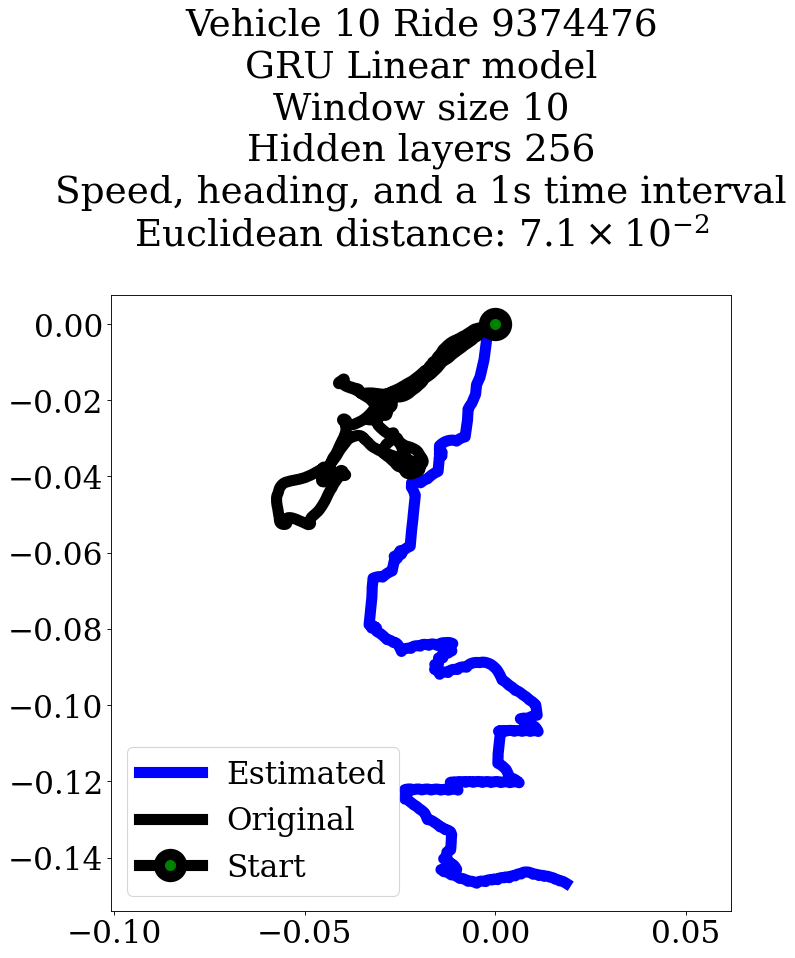 Vehicle 10 Ride 9374476
GRU Linear model
Window size 10
Hidden layers 256
Speed, heading, and a 1s time interval
Euclidean distance: 7.1 × 10⁻²
0.00
−0.02
−0.04
−0.06
−0.08
−0.10
−0.12
−0.14
Estimated
Original
Start
−0.10 −0.05 0.00 0.05